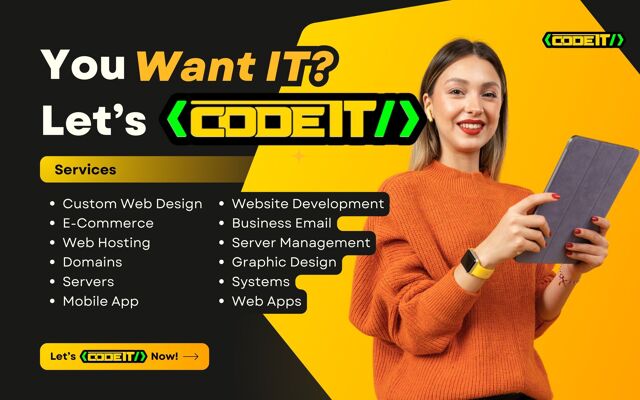 <CODEIT/>
You Want IT?
Let's <CODEIT/>
Services
• Custom Web Design
• E-Commerce
• Web Hosting
• Domains
• Servers
• Mobile App
• Website Development
• Business Email
• Server Management
• Graphic Design
• Systems
• Web Apps
Let's <CODEIT/> Now! →